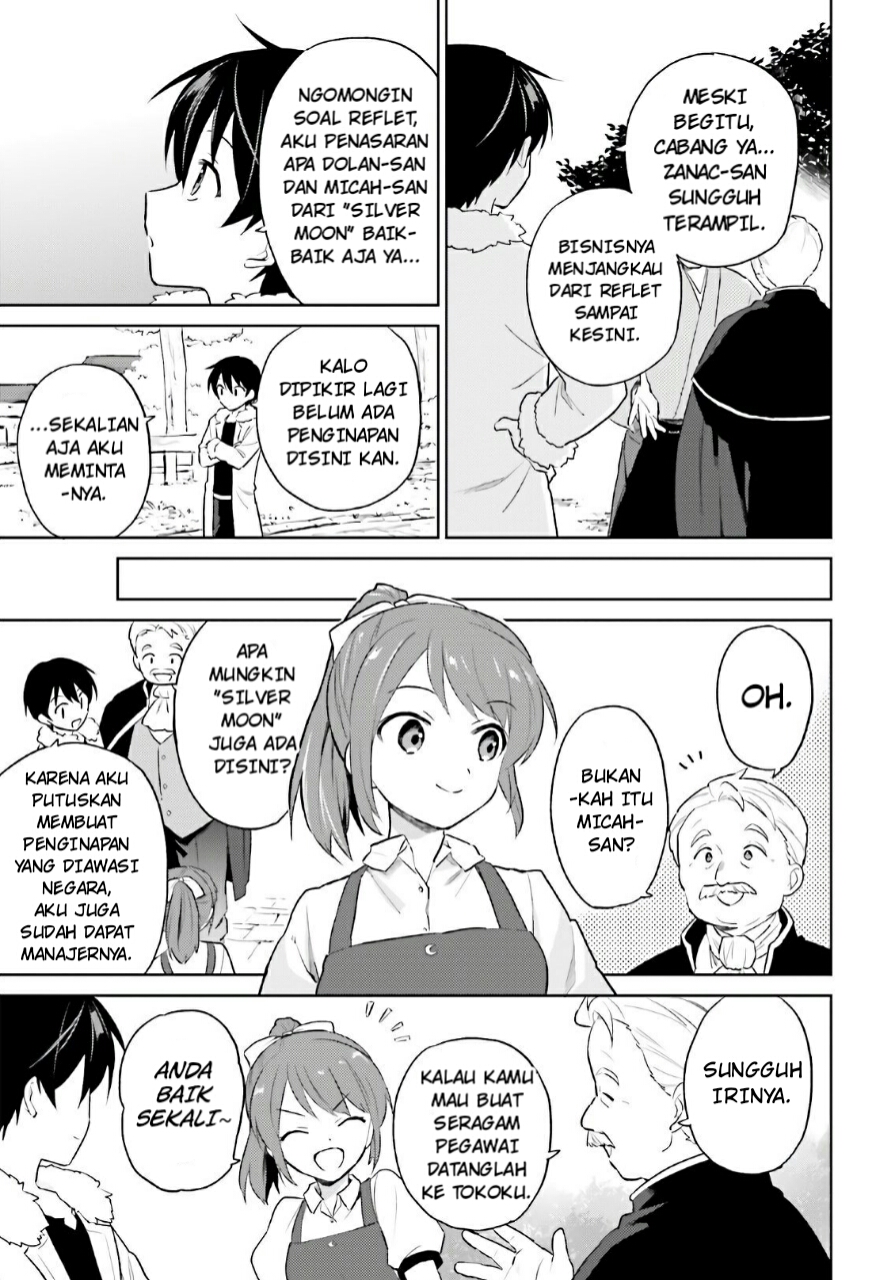 MESKI
BEGITU,
CABANG YA...
ZANAC-SAN
SUNGGUH
TERAMPIL.
BISNISNYA
MENJANGKAU
DARI REFLET
SAMPAI
KESINI.
NGOMONGIN
SOAL REFLET,
AKU PENASARAN
APA DOLAN-SAN
DAN MICAH-SAN
DARI "SILVER
MOON" BAIK-
BAIK AJA YA...
KALO
DIPIKIR LAGI
BELUM ADA
PENGINAPAN
DISINI KAN.
...SEKALIAN
AJA AKU
MEMINTA
-NYA.
OH.
BUKAN
-KAH ITU
MICAH-
SAN?
APA
MUNGKIN
"SILVER
MOON"
JUGA ADA
DISINI?
KARENA AKU
PUTUSKAN
MEMBUAT
PENGINAPAN
YANG DIAWASI
NEGARA,
AKU JUGA
SUDAH DAPAT
MANAJERNYA.
SUNGGUH
IRINYA.
KALAU KAMU
MAU BUAT
SERAGAM
PEGAWAI
DATANGLAH
KE TOKOKU.
ANDA
BAIK
SEKALI~